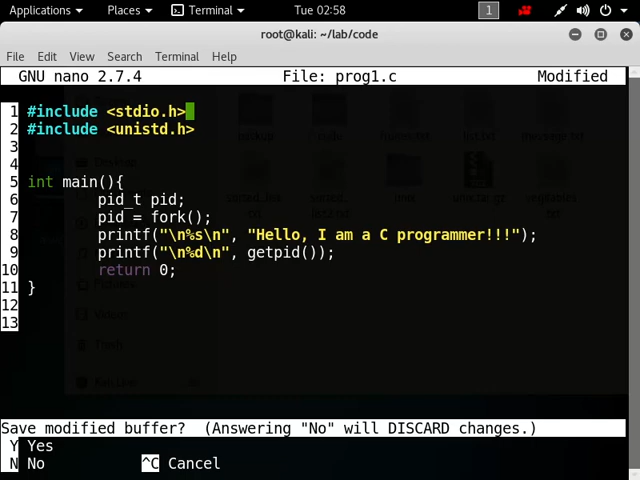 Applications Places Terminal Tue 02:58 1
root@kali: ~/lab/code
File Edit View Search Terminal Help
GNU nano 2.7.4 File: prog1.c Modified
1 #include <stdio.h>
2 #include <unistd.h>
3
4
5 int main(){
6 pid_t pid;
7 pid = fork();
8 printf("\n%s\n", "Hello, I am a C programmer!!!");
9 printf("\n%d\n", getpid());
10 return 0;
11 }
12
13
Save modified buffer? (Answering "No" will DISCARD changes.)
Y Yes
N No ^C Cancel